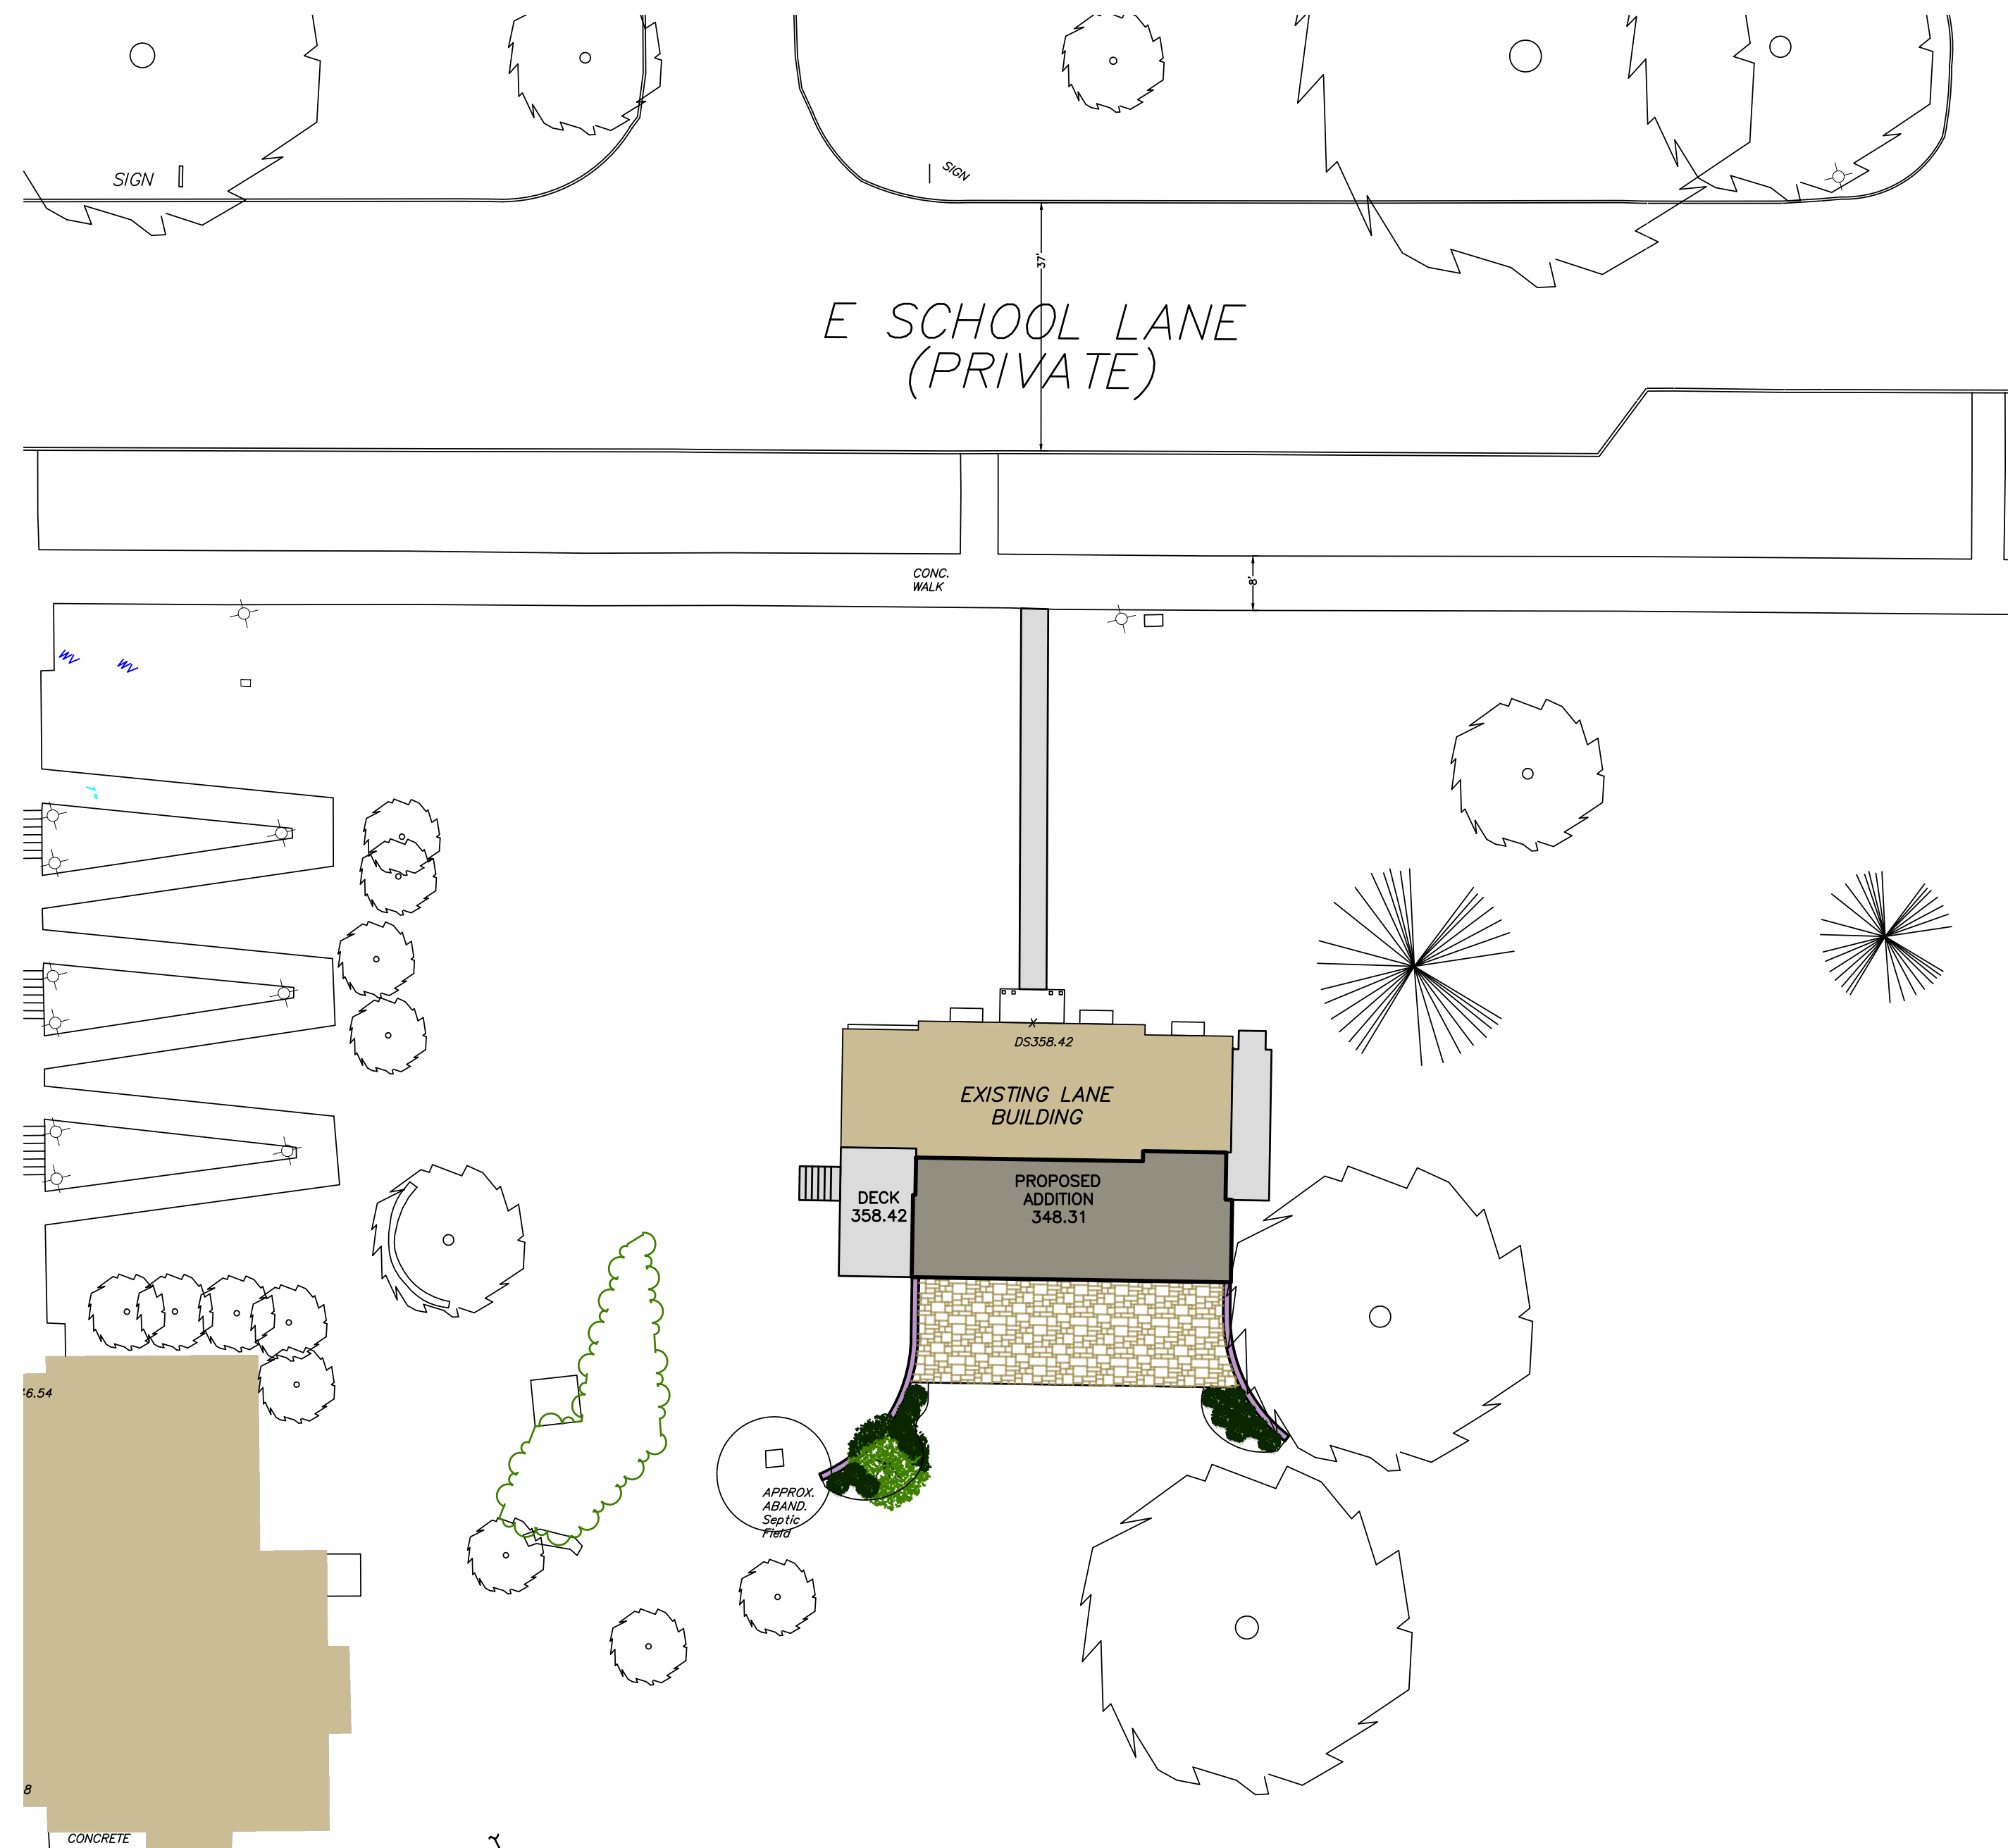 SIGN
SIGN
37'
E SCHOOL LANE
(PRIVATE)
CONC.
WALK
8'
WV
WV
1"
DS358.42
X
EXISTING LANE
BUILDING
PROPOSED
ADDITION
348.31
DECK
358.42
6.54
APPROX.
ABAND.
Septic
Field
8
CONCRETE